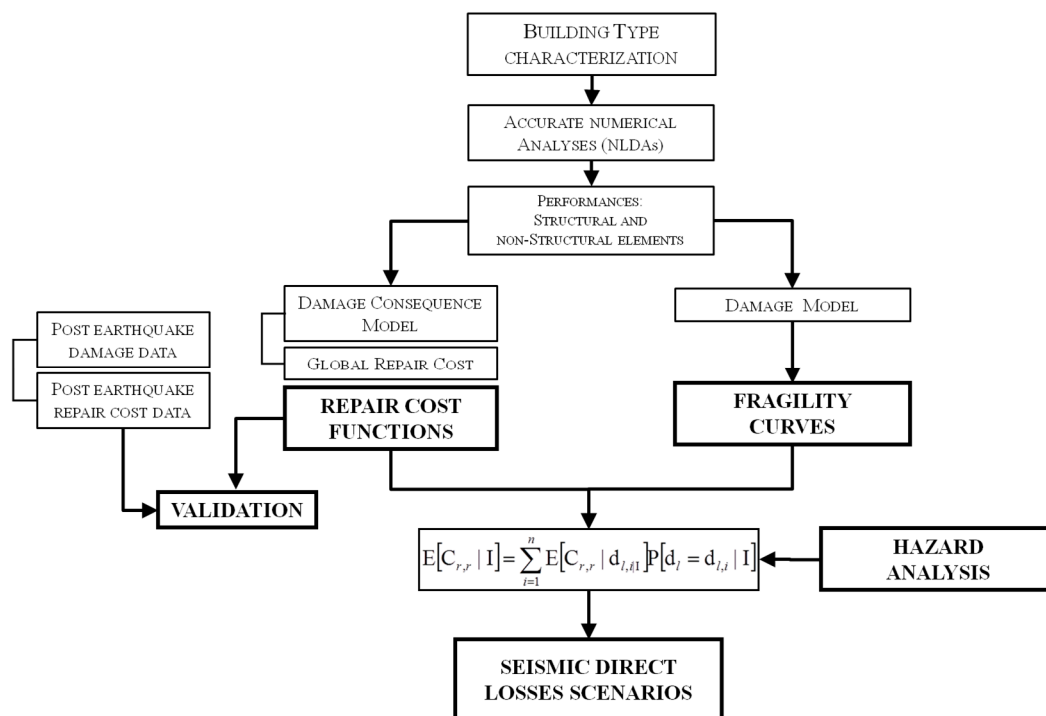 BUILDING TYPE
CHARACTERIZATION
ACCURATE NUMERICAL
ANALYSES (NLDAS)
PERFORMANCES:
STRUCTURAL AND
NON-STRUCTURAL ELEMENTS
DAMAGE CONSEQUENCE
MODEL
GLOBAL REPAIR COST
DAMAGE MODEL
POST EARTHQUAKE
DAMAGE DATA
POST EARTHQUAKE
REPAIR COST DATA
REPAIR COST
FUNCTIONS
FRAGILITY
CURVES
VALIDATION
E[C_{r,r} | I] = \sum_{i=1}^{n} E[C_{r,r} | d_{l,i|I}]P[d_l = d_{l,i} | I]
HAZARD
ANALYSIS
SEISMIC DIRECT
LOSSES SCENARIOS